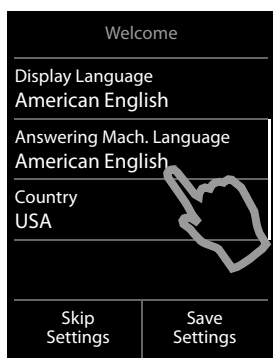 Welcome
Display Language
American English
Answering Mach. Language
American English
Country
USA
Skip
Settings
Save
Settings